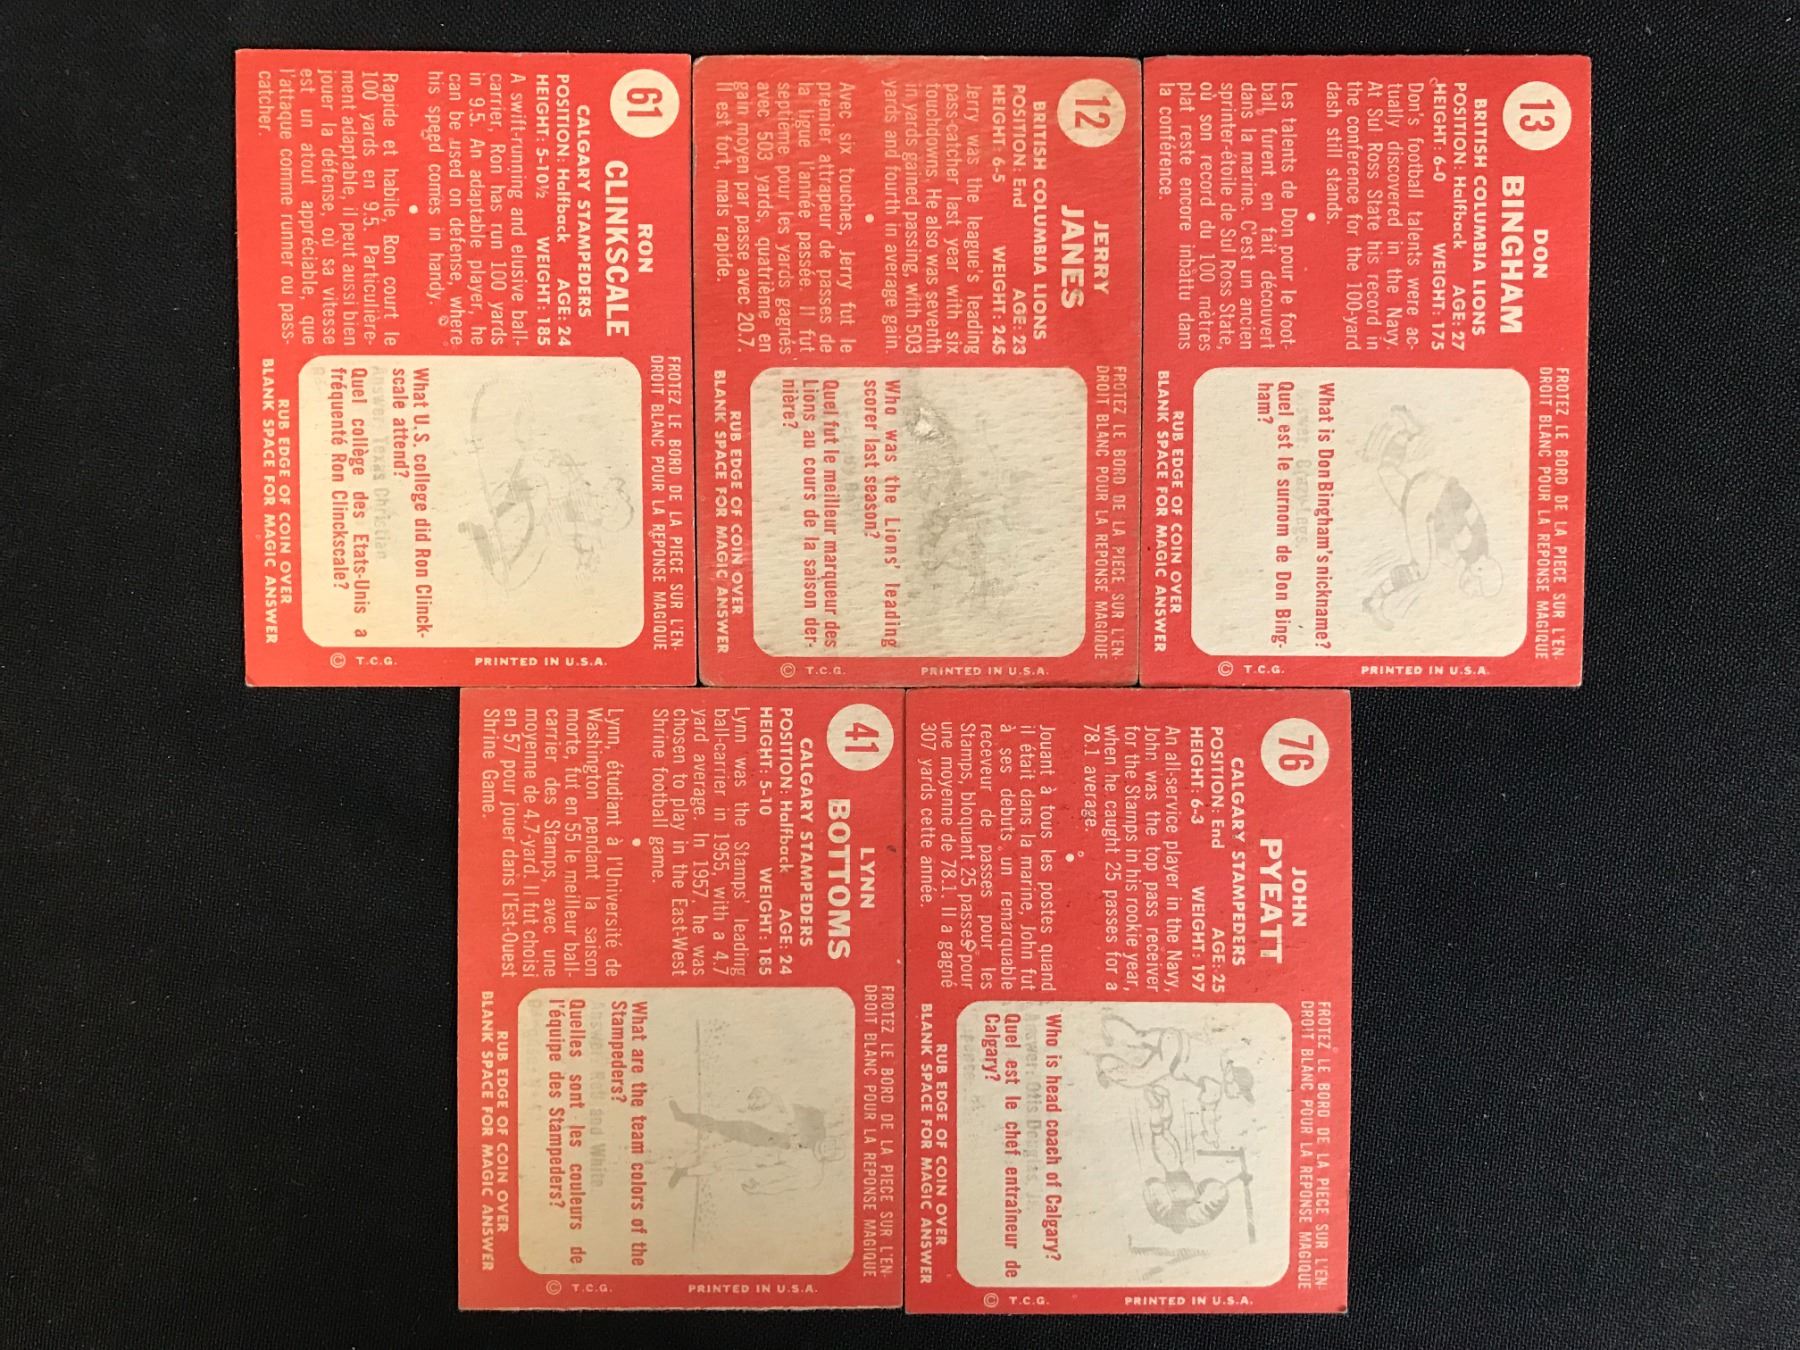 13
DON
BINGHAM
BRITISH COLUMBIA LIONS
POSITION: Halfback AGE: 27
HEIGHT: 6-0 WEIGHT: 175
Don's football talents were ac-
tually discovered in the Navy.
At Sul Ross State his record in
the conference for the 100-yard
dash still stands.
Les talents de Don pour le foot-
ball, furent en fait découvert
dans la marine. C'est un ancien
sprinter-étoile de Sul Ross State,
où son record du 100 mètres
plat reste encore inbattu dans
la conférence.
FROTEZ LE BORD DE LA PIECE SUR L'EN-
DROIT BLANC POUR LA REPONSE MAGIQUE
What is Don Bingham's nickname?
Quel est le surnom de Don Bing-
ham?
RUB EDGE OF COIN OVER
BLANK SPACE FOR MAGIC ANSWER
© T.C.G. PRINTED IN U.S.A.
12
JERRY
JANES
BRITISH COLUMBIA LIONS
POSITION: End AGE: 23
HEIGHT: 6-5 WEIGHT: 245
Jerry was the league's leading
pass-catcher last year with six
touchdowns. He also was seventh
in yards gained passing, with 503
yards and fourth in average gain.
Avec six touches, Jerry fut le
premier attrapeur de passes de
la ligue l'année passée. Il fut
septième pour les yards gagnés
avec 503 yards, quatrième en
gain moyen par passe avec 20.7.
Il est fort, mais rapide.
FROTEZ LE BORD DE LA PIECE SUR L'EN-
DROIT BLANC POUR LA REPONSE MAGIQUE
Who was the Lions' leading
scorer last season?
Quel fut le meilleur marqueur des
Lions au cours de la saison der-
nière?
RUB EDGE OF COIN OVER
BLANK SPACE FOR MAGIC ANSWER
© T.C.G. PRINTED IN U.S.A.
61
RON
CLINKSCALE
CALGARY STAMPEDERS
POSITION: Halfback AGE: 24
HEIGHT: 5-10½ WEIGHT: 185
A swift-running and elusive ball-
carrier, Ron has run 100 yards
in 9.5. An adaptable player, he
can be used on defense, where
his speed comes in handy.
Rapide et habile, Ron court le
100 yards en 9.5. Particulière-
ment adaptable, il peut aussi bien
jouer la défense, où sa vitesse
est un atout appréciable, que
l'attaque comme runner ou pass-
catcher.
FROTEZ LE BORD DE LA PIECE SUR L'EN-
DROIT BLANC POUR LA REPONSE MAGIQUE
What U.S. college did Ron Clinck-
scale attend?
Answer: Texas Christian
Quel collège des Etats-Unis a
fréquenté Ron Clinckscale?
RUB EDGE OF COIN OVER
BLANK SPACE FOR MAGIC ANSWER
© T.C.G. PRINTED IN U.S.A.
76
JOHN
PYEATT
CALGARY STAMPEDERS
POSITION: End AGE: 25
HEIGHT: 6-3 WEIGHT: 197
An all-service player in the Navy,
John was the top pass receiver
for the Stamps in his rookie year,
when he caught 25 passes for a
78.1 average.
Jouant à tous les postes quand
il était dans la marine, John fut
à ses debuts un remarquable
receveur de passes pour les
Stamps, bloquant 25 passes pour
une moyenne de 78.1. Il a gagné
307 yards cette année.
FROTEZ LE BORD DE LA PIECE SUR L'EN-
DROIT BLANC POUR LA REPONSE MAGIQUE
Who is head coach of Calgary?
Answer: Otis Douglas, Jr.
Quel est le chef entraîneur de
Calgary?
RUB EDGE OF COIN OVER
BLANK SPACE FOR MAGIC ANSWER
© T.C.G. PRINTED IN U.S.A.
41
LYNN
BOTTOMS
CALGARY STAMPEDERS
POSITION: Halfback AGE: 24
HEIGHT: 5-10 WEIGHT: 185
Lynn was the Stamps' leading
ball-carrier in 1955, with a 4.7
yard average. In 1957, he was
chosen to play in the East-West
Shrine football game.
Lynn, étudiant à l'Université de
Washington pendant la saison
morte, fut en 55 le meilleur ball-
carrier des Stamps, avec une
moyenne de 4.7-yard. Il fut choisi
en 57 pour jouer dans l'Est-Ouest
Shrine Game.
FROTEZ LE BORD DE LA PIECE SUR L'EN-
DROIT BLANC POUR LA REPONSE MAGIQUE
What are the team colors of the
Stampeders?
Answer: Red and White
Quelles sont les couleurs de
l'équipe des Stampeders?
RUB EDGE OF COIN OVER
BLANK SPACE FOR MAGIC ANSWER
© T.C.G. PRINTED IN U.S.A.